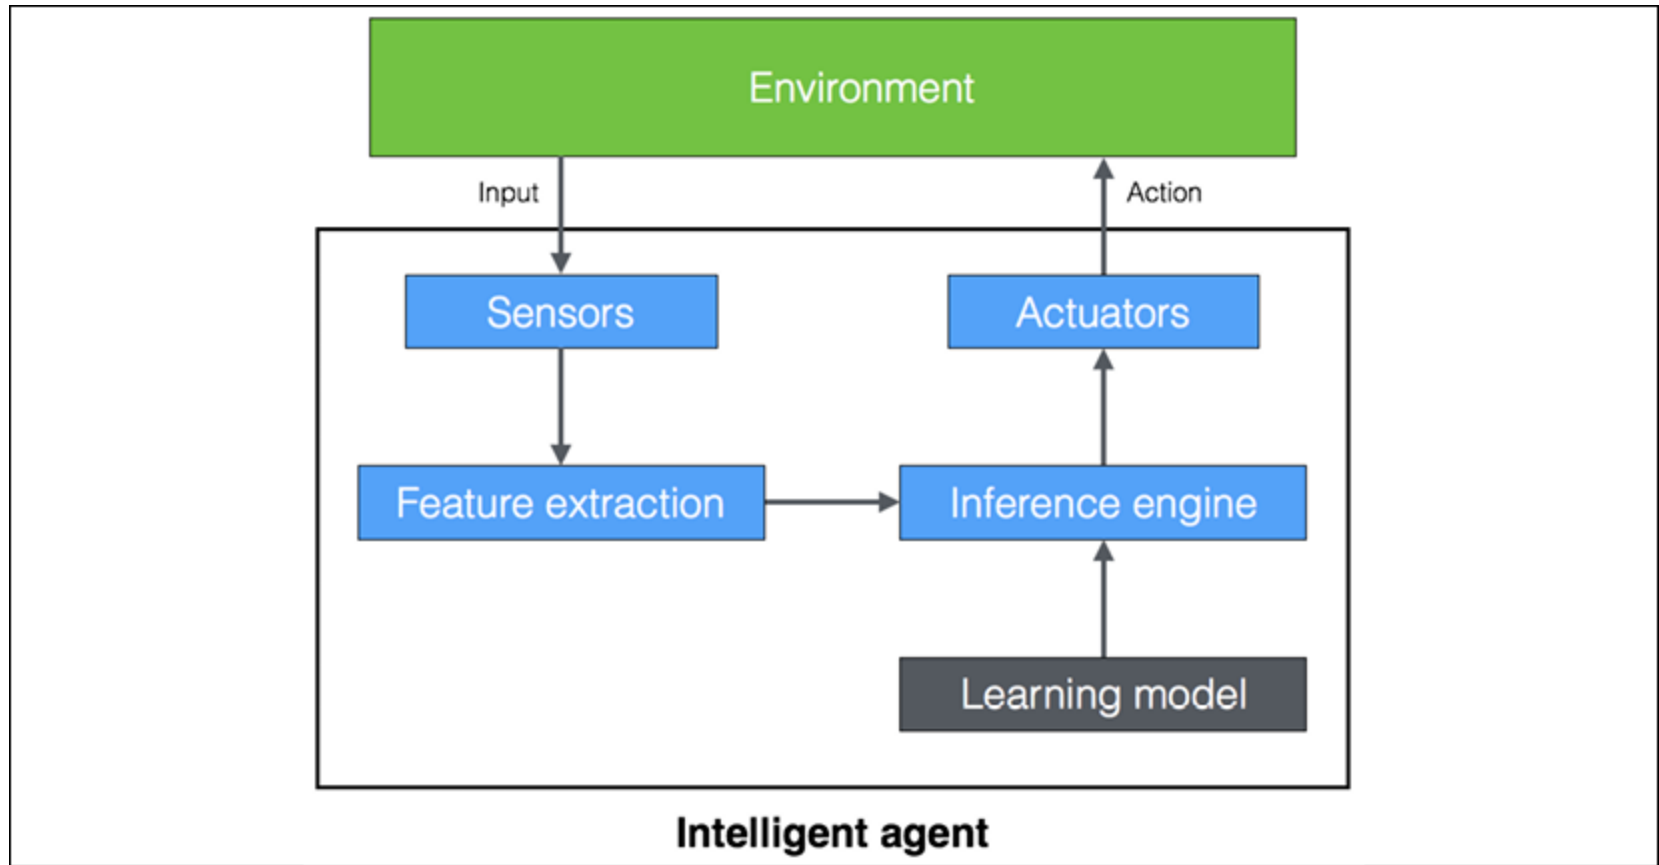 Environment
Input
Action
Sensors
Actuators
Feature extraction
Inference engine
Learning model
Intelligent agent